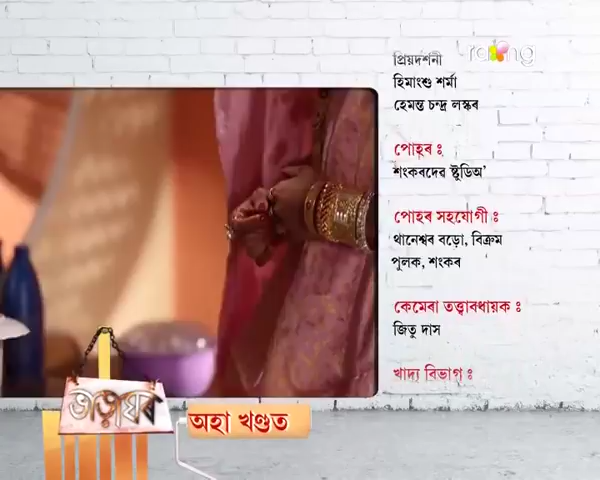 rang
প্ৰিয়দৰ্শনী
হিমাংশু শৰ্মা
হেমন্ত চন্দ্ৰ লস্কৰ
পোহৰ ঃ
শংকৰদেৱ ষ্টুডিঅ’
পোহৰ সহযোগী ঃ
থানেশ্বৰ বড়ো, বিক্ৰম
পুলক, শংকৰ
কেমেৰা তত্ত্বাৱধায়ক ঃ
জিতু দাস
খাদ্য বিভাগ ঃ
ভাড়াঘৰ
অহা খণ্ডত